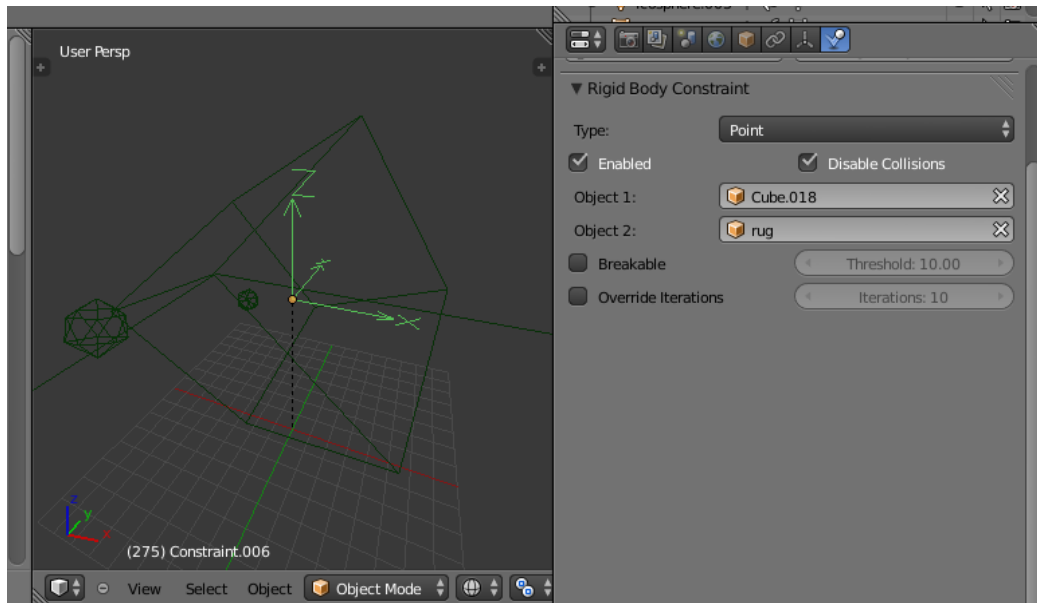 User Persp
Z
X
z
y
x
(275) Constraint.006
View Select Object Object Mode
Rigid Body Constraint
Type: Point
Enabled Disable Collisions
Object 1: Cube.018
Object 2: rug
Breakable Threshold: 10.00
Override Iterations Iterations: 10